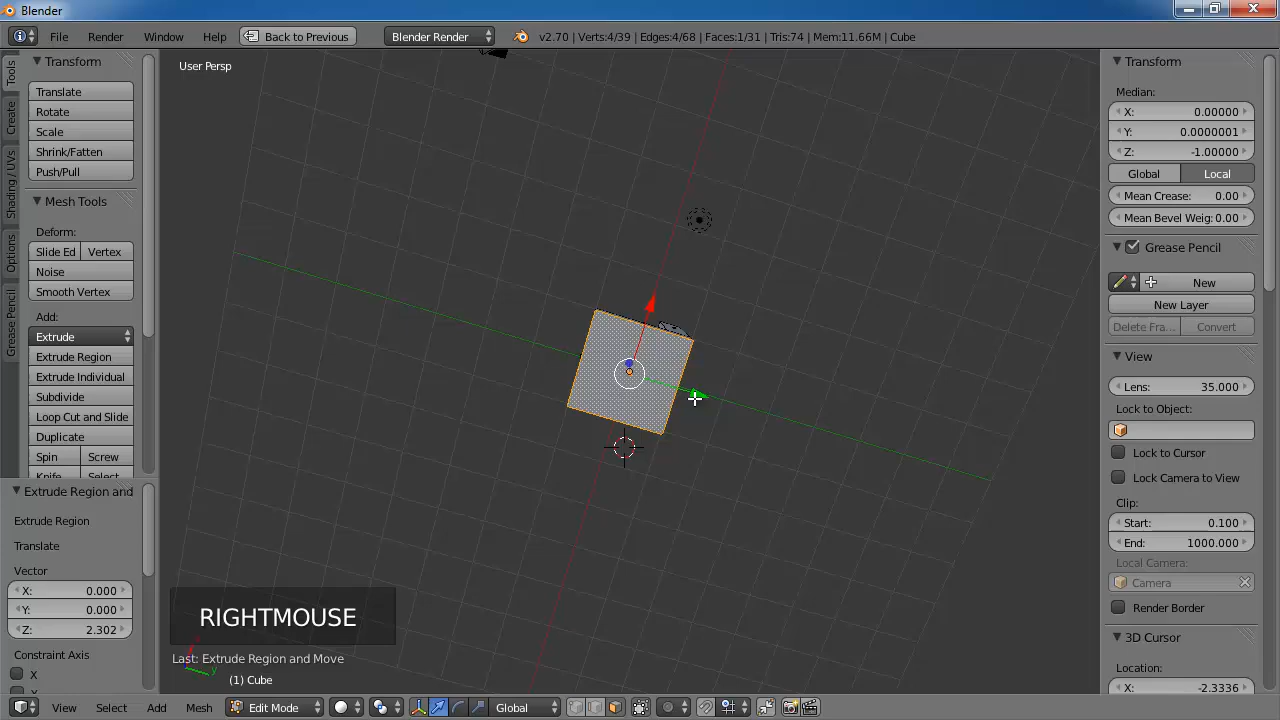 Blender
File Render Window Help Back to Previous Blender Render v2.70 | Verts:4/39 | Edges:4/68 | Faces:1/31 | Tris:74 | Mem:11.66M | Cube
User Persp
Tools
Create
Shading / UVs
Options
Grease Pencil
Transform
Translate
Rotate
Scale
Shrink/Fatten
Push/Pull
Mesh Tools
Deform:
Slide Ed Vertex
Noise
Smooth Vertex
Add:
Extrude
Extrude Region
Extrude Individual
Subdivide
Loop Cut and Slide
Duplicate
Spin Screw
Knife Select
Extrude Region and
Extrude Region
Translate
Vector
X: 0.000
Y: 0.000
Z: 2.302
Constraint Axis
X
RIGHTMOUSE
Last: Extrude Region and Move
y
(1) Cube
Transform
Median:
X: 0.00000
Y: 0.0000001
Z: -1.00000
Global Local
Mean Crease: 0.00
Mean Bevel Weig: 0.00
Grease Pencil
New
New Layer
Delete Fra... Convert
View
Lens: 35.000
Lock to Object:
Lock to Cursor
Lock Camera to View
Clip:
Start: 0.100
End: 1000.000
Local Camera:
Camera
Render Border
3D Cursor
Location:
X: -2.3336
View Select Add Mesh Edit Mode Global